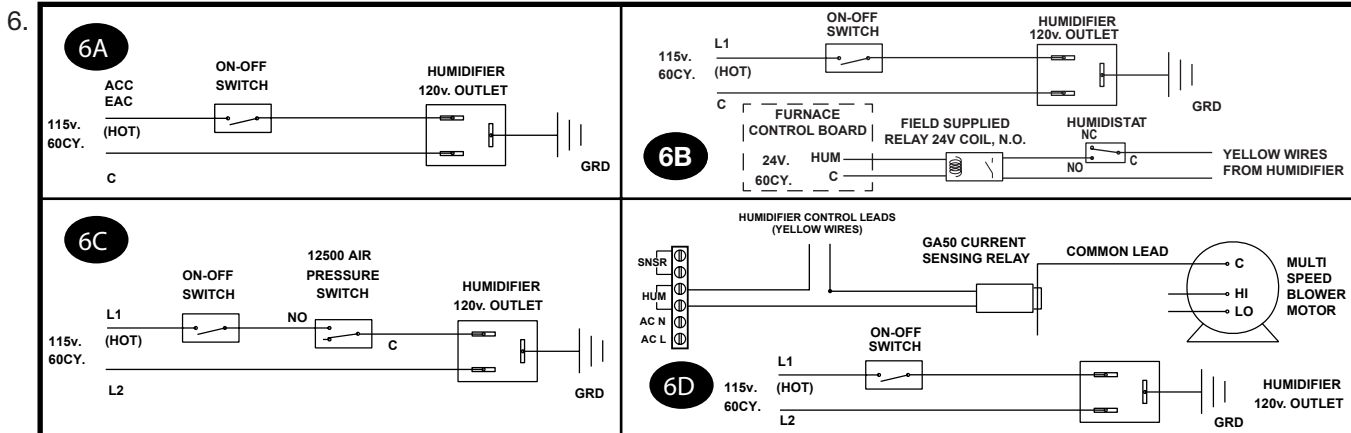 6.
6A
ACC
EAC
ON-OFF
SWITCH
HUMIDIFIER
120v. OUTLET
115v.
60CY.
(HOT)
C
GRD
ON-OFF
SWITCH
HUMIDIFIER
120v. OUTLET
L1
115v.
60CY.
(HOT)
C
GRD
6B
FURNACE
CONTROL BOARD
24V.
60CY.
HUM
C
FIELD SUPPLIED
RELAY 24V COIL, N.O.
HUMIDISTAT
NC
NO
C
YELLOW WIRES
FROM HUMIDIFIER
6C
ON-OFF
SWITCH
12500 AIR
PRESSURE
SWITCH
HUMIDIFIER
120v. OUTLET
L1
115v.
60CY.
(HOT)
NO
C
L2
GRD
HUMIDIFIER CONTROL LEADS
(YELLOW WIRES)
SNSR
HUM
AC N
AC L
GA50 CURRENT
SENSING RELAY
COMMON LEAD
C
HI
LO
MULTI
SPEED
BLOWER
MOTOR
6D
ON-OFF
SWITCH
L1
115v.
60CY.
(HOT)
L2
GRD
HUMIDIFIER
120v. OUTLET